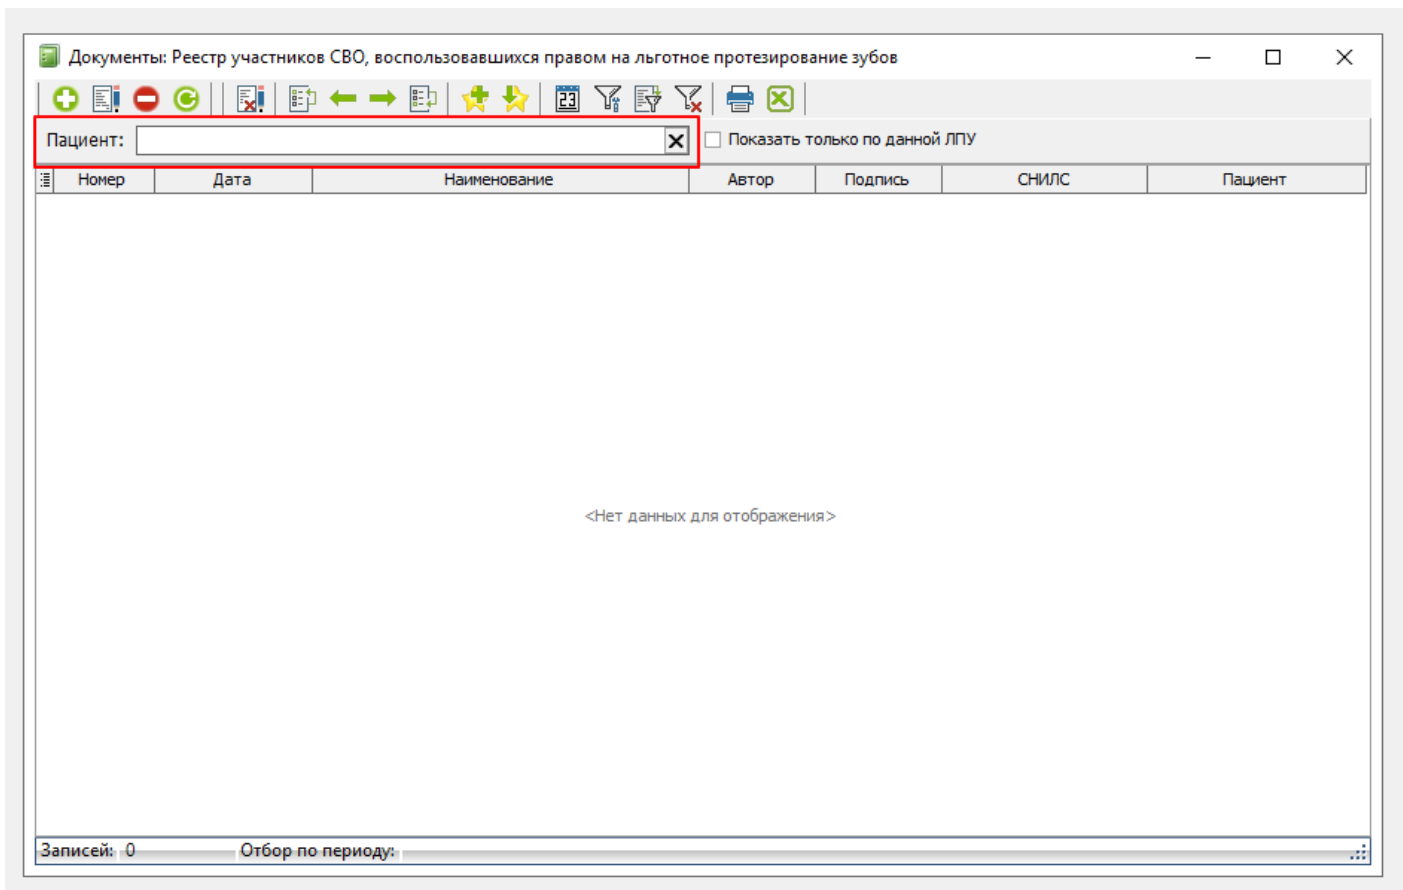 Документы: Реестр участников СВО, воспользовавшихся правом на льготное протезирование зубов
23
Пациент: Показать только по данной ЛПУ
Номер Дата Наименование Автор Подпись СНИЛС Пациент
<Нет данных для отображения>
Записей: 0 Отбор по периоду: